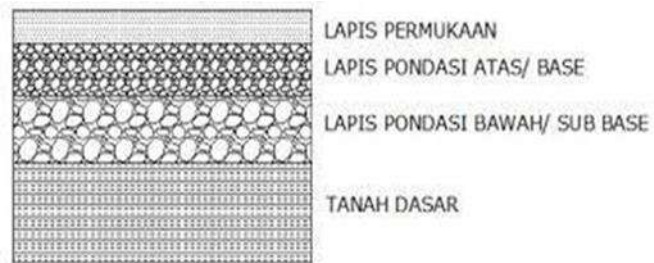 LAPIS PERMUKAAN
LAPIS PONDASI ATAS/ BASE
LAPIS PONDASI BAWAH/ SUB BASE
TANAH DASAR